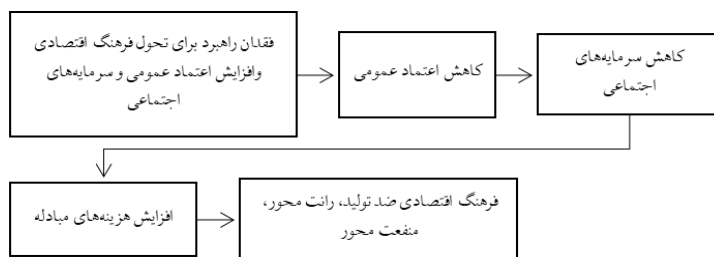 فقدان راهبرد برای تحول فرهنگ اقتصادی
وافزایش اعتماد عمومی و سرمایه‌های
اجتماعی
کاهش اعتماد عمومی
کاهش سرمایه‌های
اجتماعی
افزایش هزینه‌های مبادله
فرهنگ اقتصادی ضد تولید، رانت محور،
منفعت محور